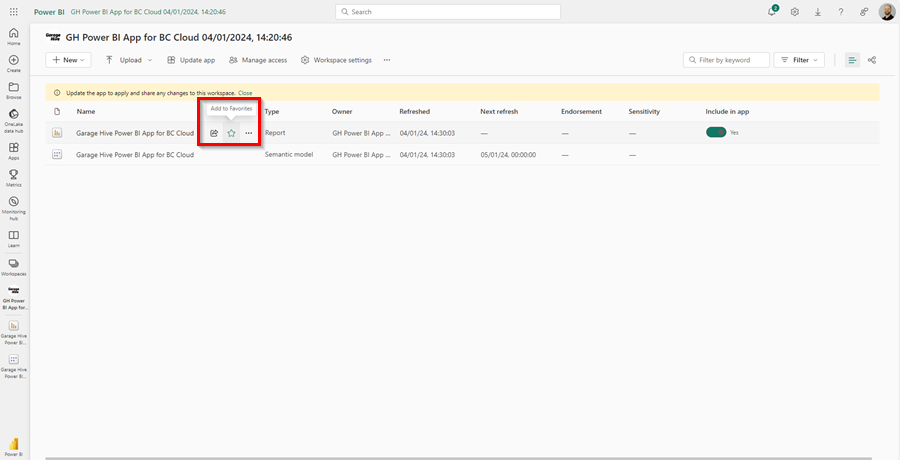 Power BI GH Power BI App for BC Cloud 04/01/2024, 14:20:46 Search 2
Garage Hive GH Power BI App for BC Cloud 04/01/2024, 14:20:46
New Upload Update app Manage access Workspace settings Filter by keyword Filter
Update the app to apply and share any changes to this workspace. Close
Add to Favorites
Name Type Owner Refreshed Next refresh Endorsement Sensitivity Include in app
Garage Hive Power BI App for BC Cloud Report GH Power BI App ... 04/01/24, 14:30:03 — — — Yes
Garage Hive Power BI App for BC Cloud Semantic model GH Power BI App ... 04/01/24, 14:30:03 05/01/24, 00:00:00 — —
Home
Create
Browse
OneLake
data hub
Apps
Metrics
Monitoring
hub
Learn
Workspaces
GH Power
BI App for...
Garage Hive
Power BI...
Garage Hive
Power BI...
Power BI